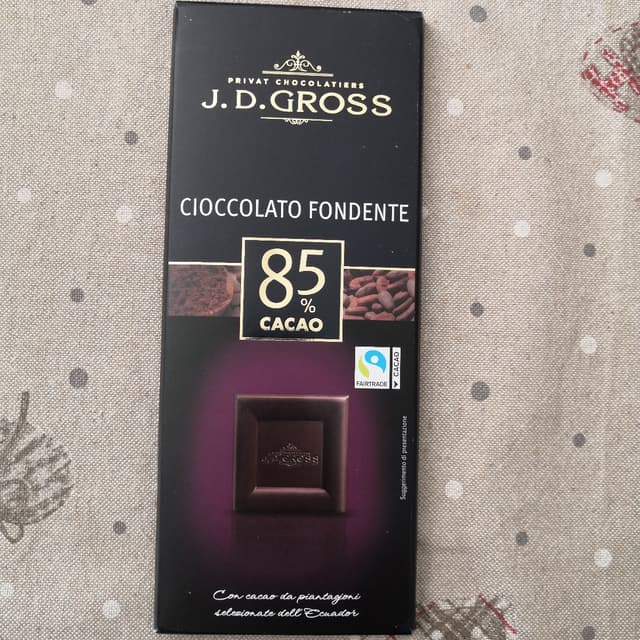 PRIVAT CHOCOLATIERS
J. D. GROSS
CIOCCOLATO FONDENTE
85
%
CACAO
FAIRTRADE
CACAO
J.D.GROSS
Suggerimento di presentazione
Con cacao da piantagioni
selezionate dell'Ecuador